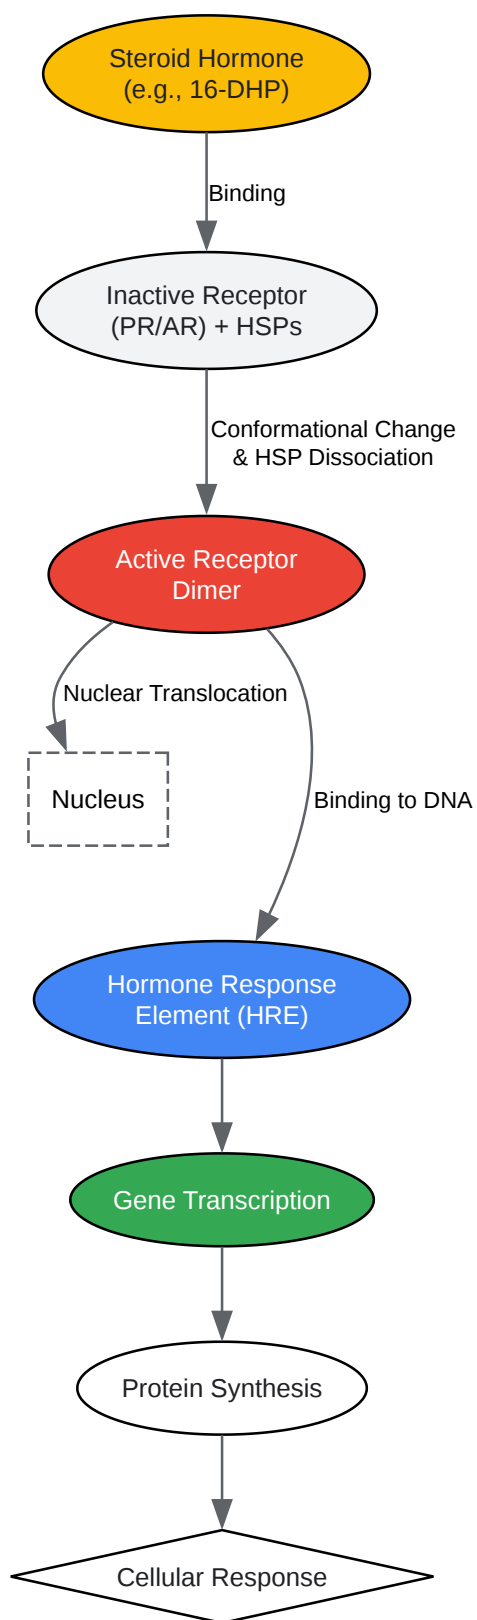 Steroid Hormone
(e.g., 16-DHP)
Binding
Inactive Receptor
(PR/AR) + HSPs
Conformational Change
& HSP Dissociation
Active Receptor
Dimer
Nuclear Translocation
Nucleus
Binding to DNA
Hormone Response
Element (HRE)
Gene Transcription
Protein Synthesis
Cellular Response